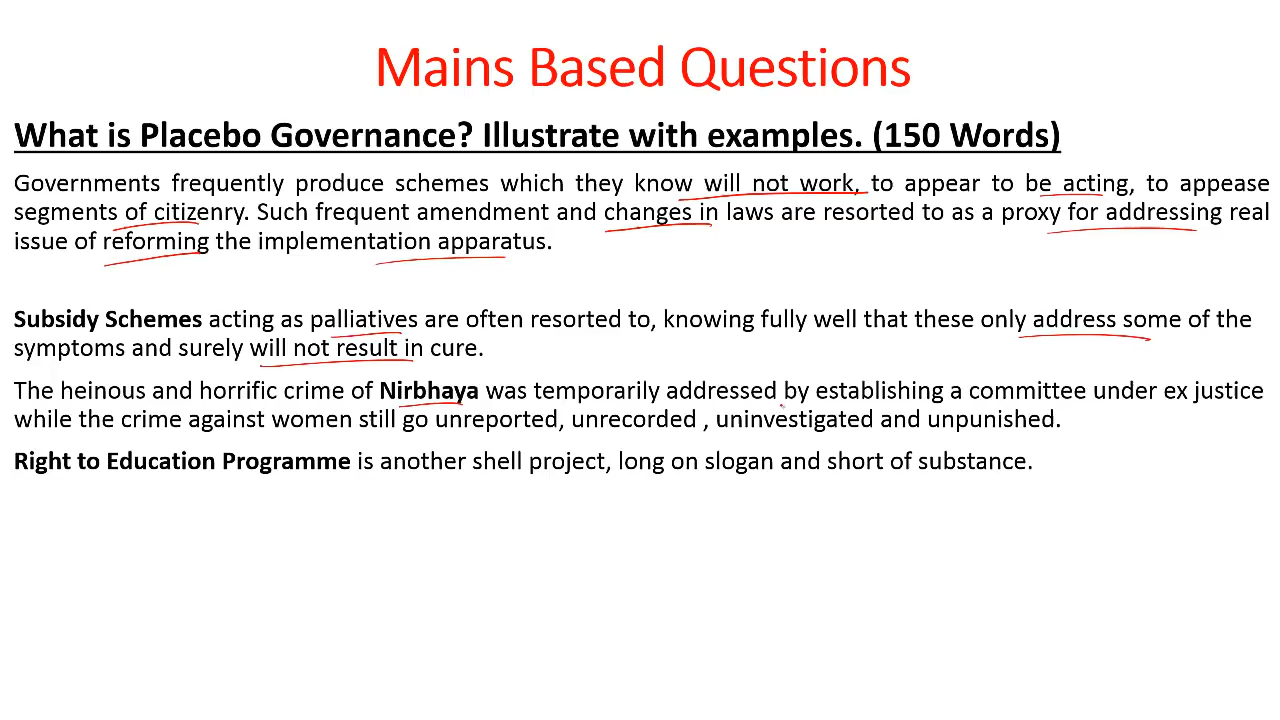 Mains Based Questions
What is Placebo Governance? Illustrate with examples. (150 Words)
Governments frequently produce schemes which they know will not work, to appear to be acting, to appease
segments of citizenry. Such frequent amendment and changes in laws are resorted to as a proxy for addressing real
issue of reforming the implementation apparatus.
Subsidy Schemes acting as palliatives are often resorted to, knowing fully well that these only address some of the
symptoms and surely will not result in cure.
The heinous and horrific crime of Nirbhaya was temporarily addressed by establishing a committee under ex justice
while the crime against women still go unreported, unrecorded , uninvestigated and unpunished.
Right to Education Programme is another shell project, long on slogan and short of substance.